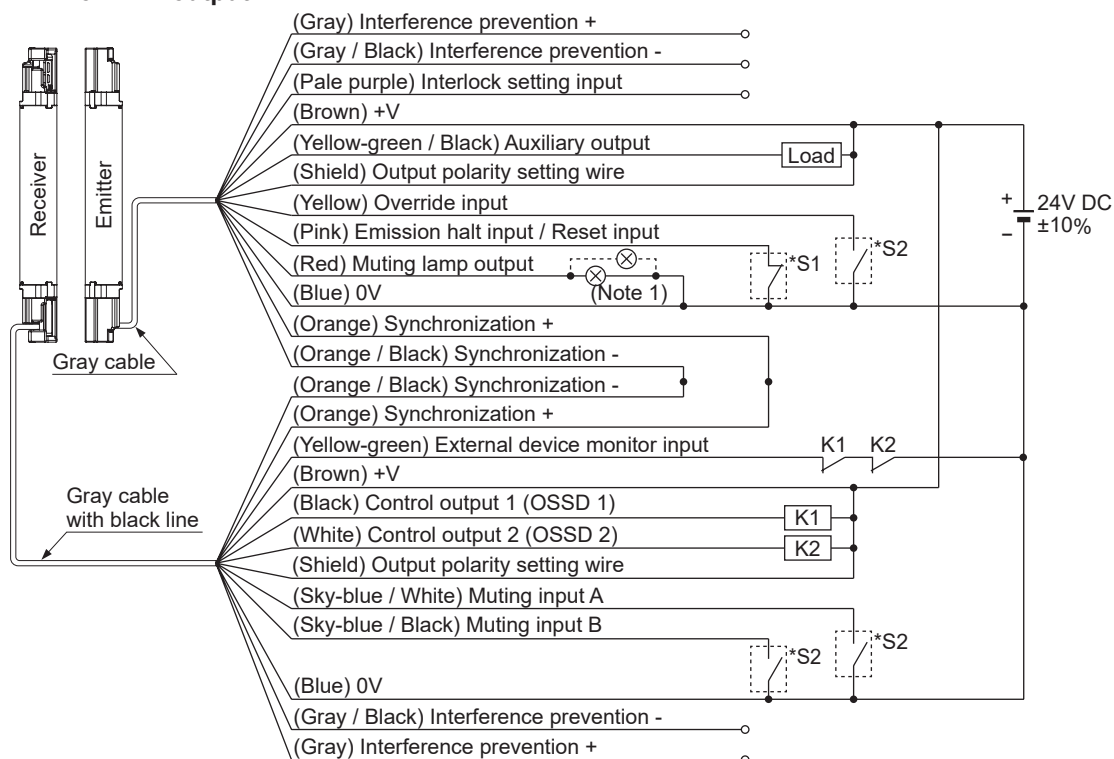 (Gray) Interference prevention +
(Gray / Black) Interference prevention -
(Pale purple) Interlock setting input
(Brown) +V
(Yellow-green / Black) Auxiliary output
Load
(Shield) Output polarity setting wire
(Yellow) Override input
+ 24V DC
±10%
−
(Pink) Emission halt input / Reset input
*S1
*S2
(Red) Muting lamp output
(Note 1)
(Blue) 0V
Receiver
Emitter
Gray cable
(Orange) Synchronization +
(Orange / Black) Synchronization -
(Orange / Black) Synchronization -
(Orange) Synchronization +
(Yellow-green) External device monitor input
K1 K2
(Brown) +V
Gray cable
with black line
(Black) Control output 1 (OSSD 1)
K1
(White) Control output 2 (OSSD 2)
K2
(Shield) Output polarity setting wire
(Sky-blue / White) Muting input A
(Sky-blue / Black) Muting input B
*S2
*S2
(Blue) 0V
(Gray / Black) Interference prevention -
(Gray) Interference prevention +